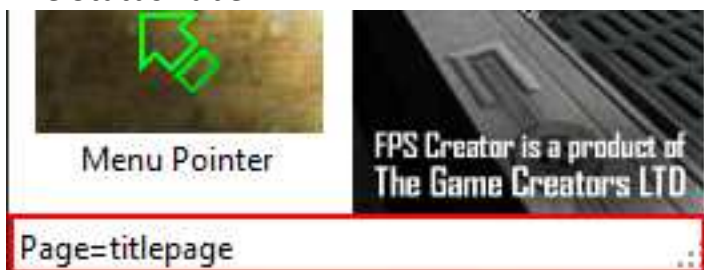 Menu Pointer
FPS Creator is a product of
The Game Creators LTD
Page=titlepage